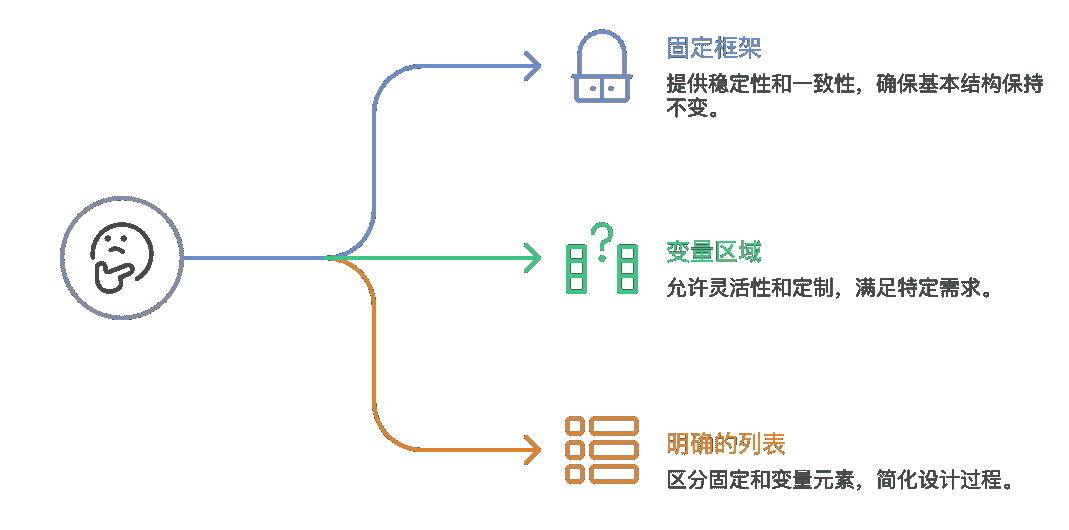 固定框架
提供稳定性和一致性，确保基本结构保持
不变。
变量区域
允许灵活性和定制，满足特定需求。
明确的列表
区分固定和变量元素，简化设计过程。